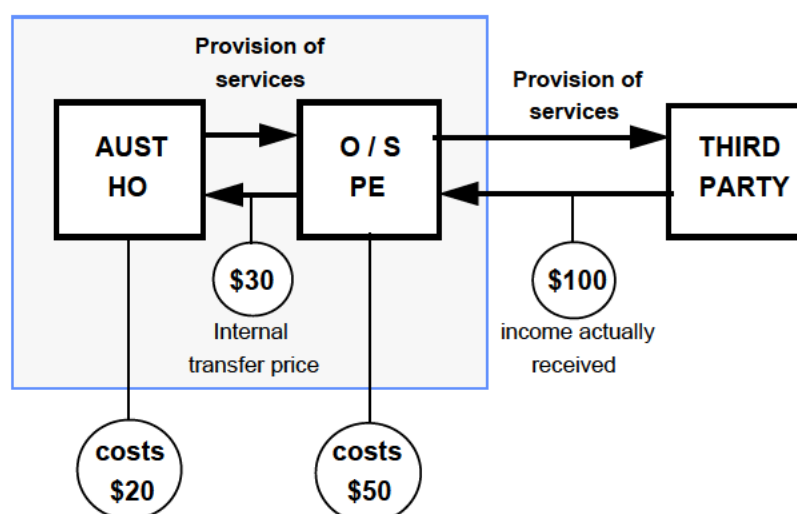 Provision of
services
Provision of
services
AUST
HO
O / S
PE
THIRD
PARTY
$30
$100
Internal
transfer price
income actually
received
costs
$20
costs
$50